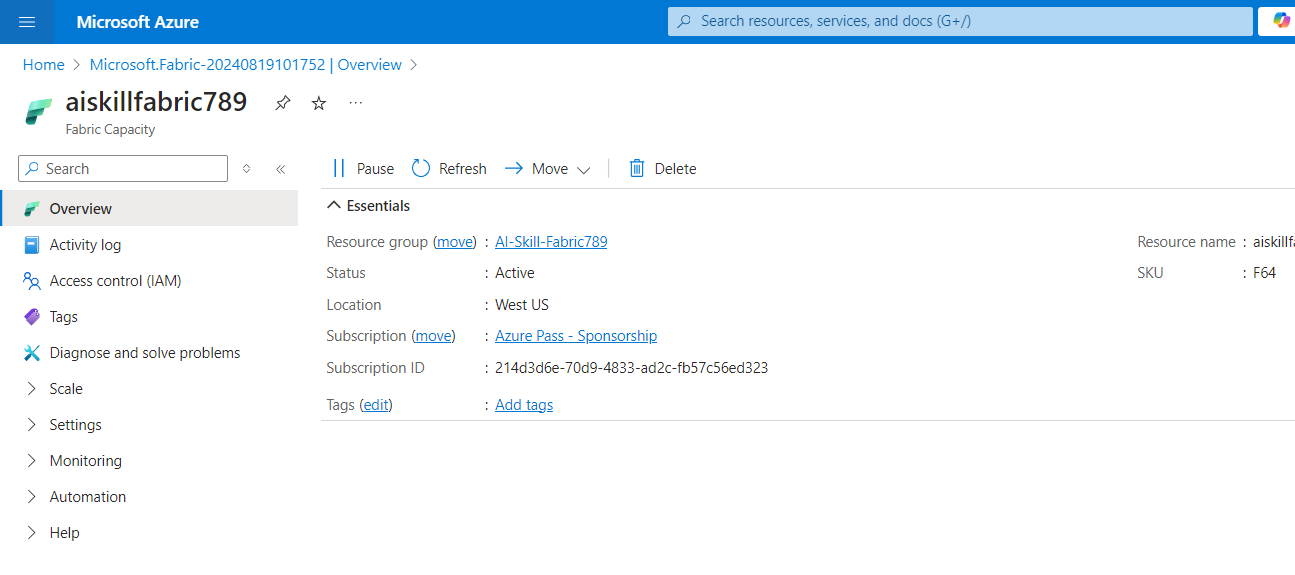 Microsoft Azure
Search resources, services, and docs (G+/)
Home > Microsoft.Fabric-20240819101752 | Overview >
aiskillfabric789
Fabric Capacity
Search
Overview
Activity log
Access control (IAM)
Tags
Diagnose and solve problems
Scale
Settings
Monitoring
Automation
Help
Pause Refresh Move Delete
Essentials
Resource group (move) : AI-Skill-Fabric789
Status : Active
Location : West US
Subscription (move) : Azure Pass - Sponsorship
Subscription ID : 214d3d6e-70d9-4833-ad2c-fb57c56ed323
Tags (edit) : Add tags
Resource name :
SKU : F64